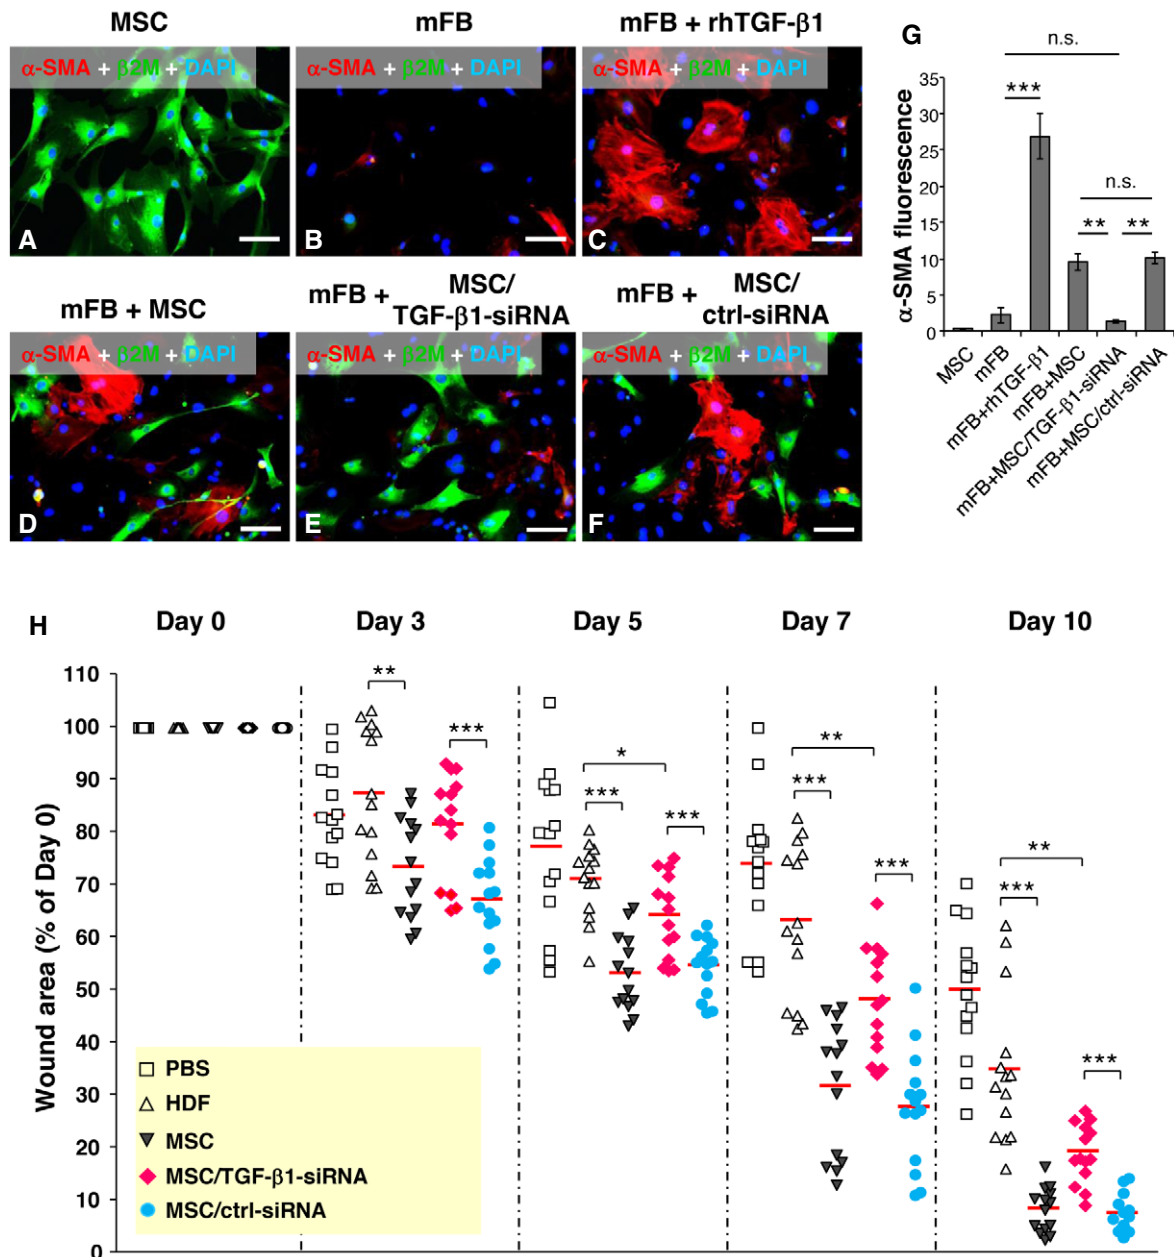 MSC
mFB
mFB + rhTGF-β1
α-SMA + β2M + DAPI
α-SMA + β2M + DAPI
α-SMA + β2M + DAPI
A
B
C
mFB + MSC
mFB + MSC/TGF-β1-siRNA
mFB + MSC/ctrl-siRNA
α-SMA + β2M + DAPI
α-SMA + β2M + DAPI
α-SMA + β2M + DAPI
D
E
F
G
n.s.
***
n.s.
**
**
α-SMA fluorescence
35
30
25
20
15
10
5
0
MSC
mFB
mFB+rhTGF-β1
mFB+MSC
mFB+MSC/TGF-β1-siRNA
mFB+MSC/ctrl-siRNA
H
Day 0
Day 3
Day 5
Day 7
Day 10
Wound area (% of Day 0)
110
100
90
80
70
60
50
40
30
20
10
0
**
***
*
***
***
**
***
***
**
***
***
PBS
HDF
MSC
MSC/TGF-β1-siRNA
MSC/ctrl-siRNA